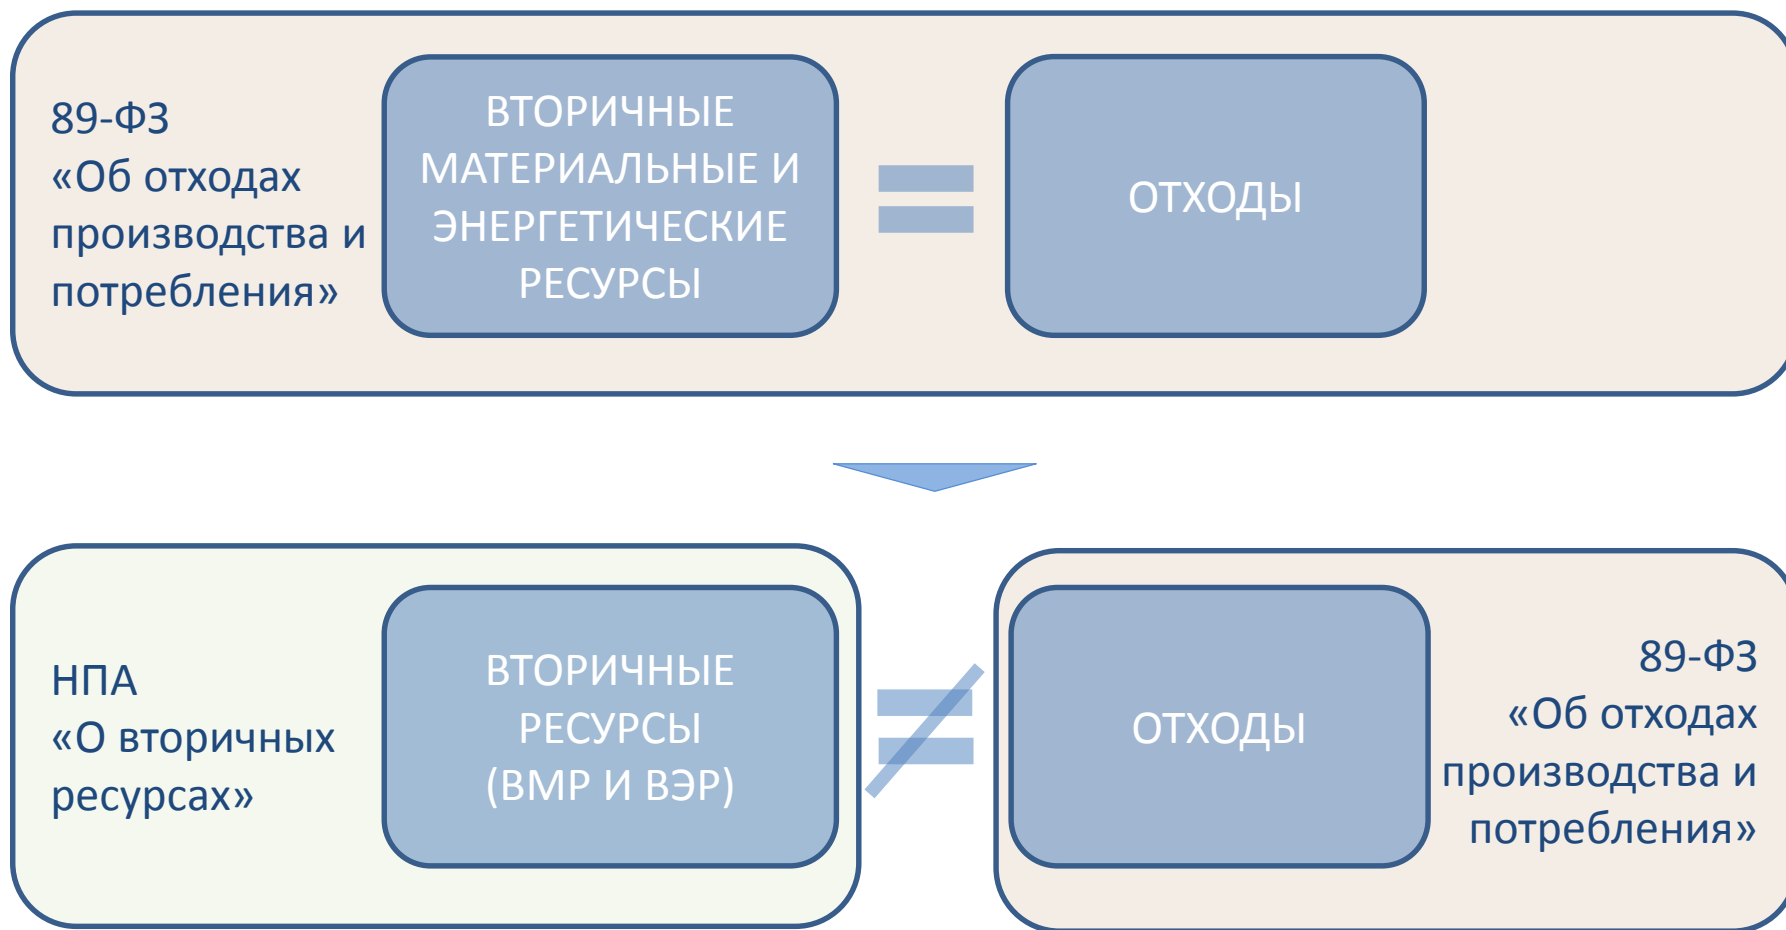 89-ФЗ
«Об отходах
производства и
потребления»
ВТОРИЧНЫЕ
МАТЕРИАЛЬНЫЕ И
ЭНЕРГЕТИЧЕСКИЕ
РЕСУРСЫ
=
ОТХОДЫ
НПА
«О вторичных
ресурсах»
ВТОРИЧНЫЕ
РЕСУРСЫ
(ВМР И ВЭР)
≠
ОТХОДЫ
89-ФЗ
«Об отходах
производства и
потребления»